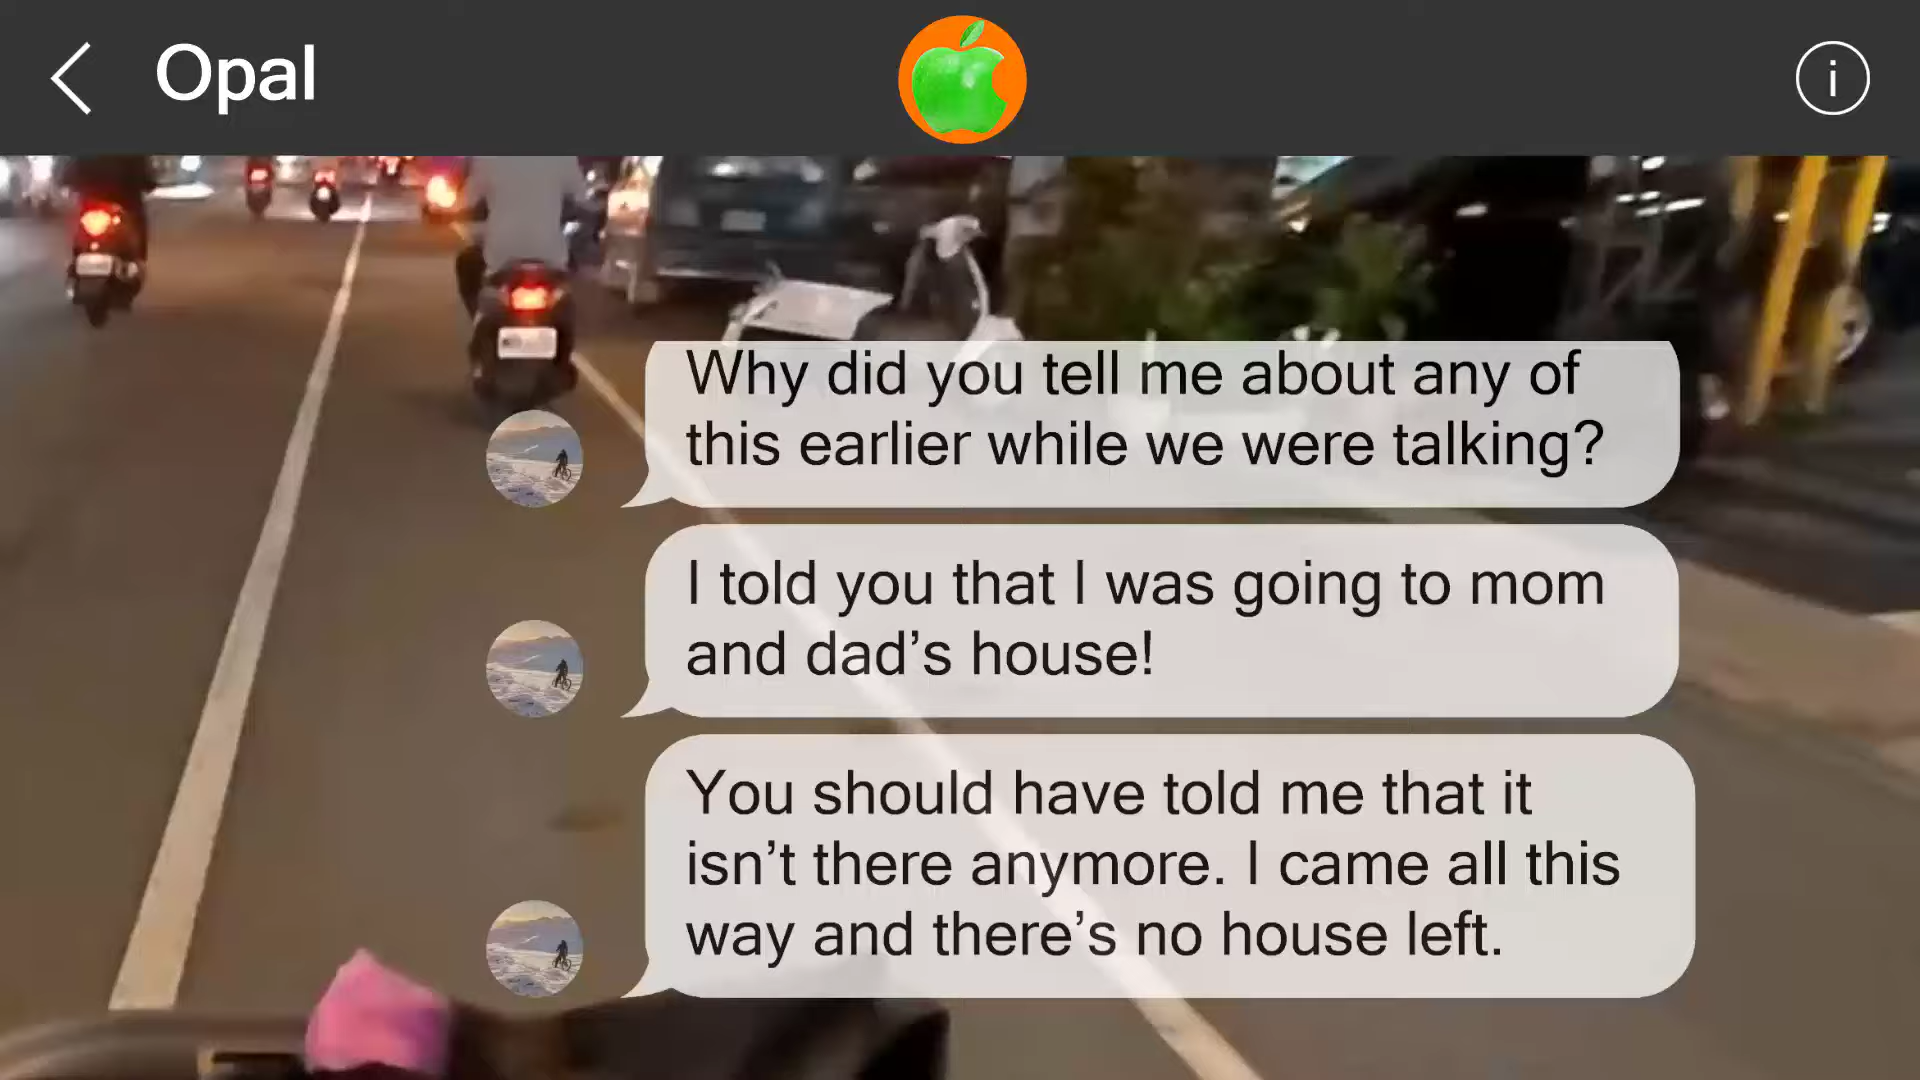 Opal
i
Why did you tell me about any of
this earlier while we were talking?
I told you that I was going to mom
and dad’s house!
You should have told me that it
isn’t there anymore. I came all this
way and there’s no house left.